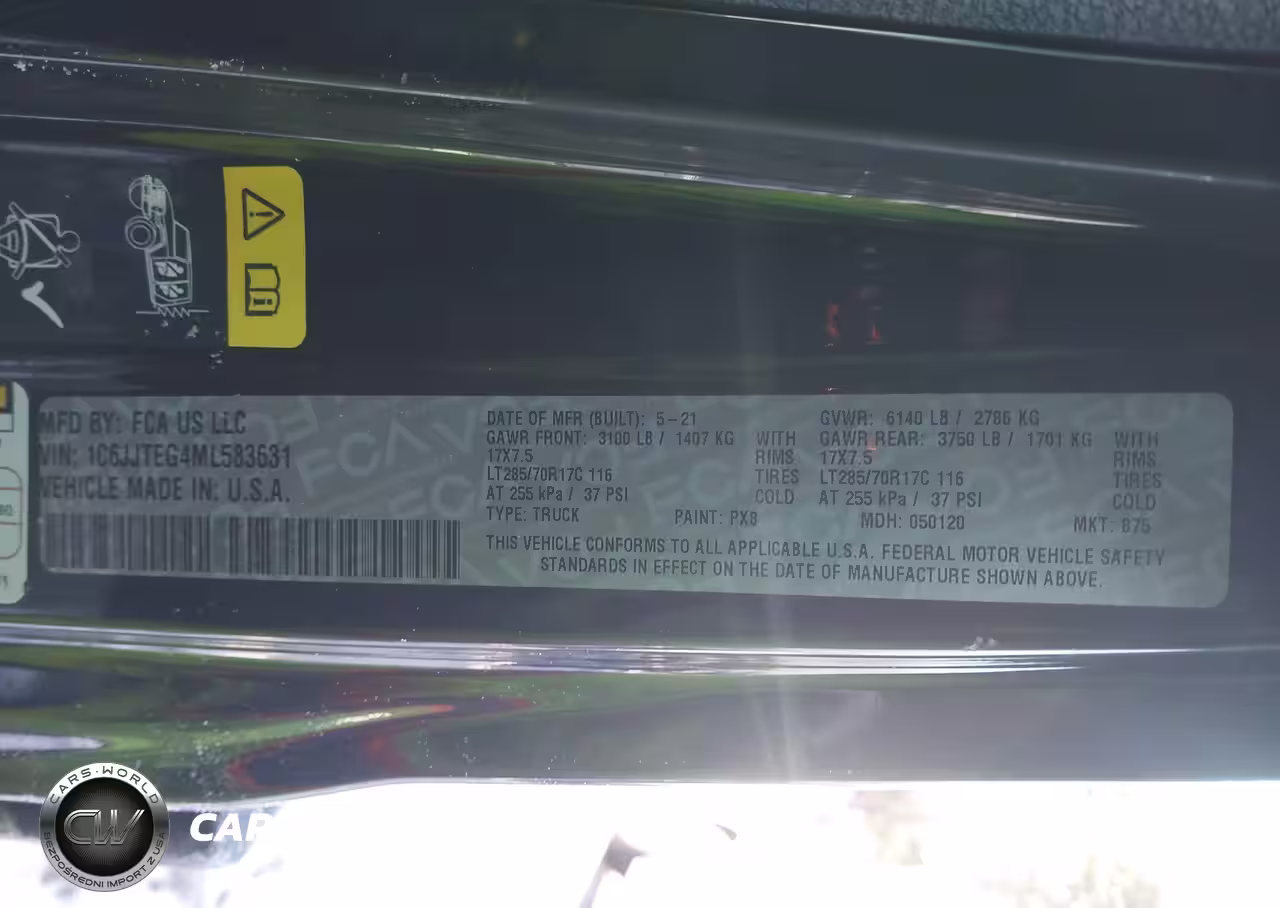 MFD BY: FCA US LLC
VIN: 1C6JJTEG4ML583631
VEHICLE MADE IN: U.S.A.
DATE OF MFR (BUILT): 5-21 GVWR: 6140 LB / 2786 KG
GAWR FRONT: 3100 LB / 1407 KG WITH GAWR REAR: 3750 LB / 1701 KG WITH
17X7.5 RIMS 17X7.5 RIMS
LT285/70R17C 116 TIRES LT285/70R17C 116 TIRES
AT 255 kPa / 37 PSI COLD AT 255 kPa / 37 PSI COLD
TYPE: TRUCK PAINT: PX8 MDH: 050120 MKT: B75
THIS VEHICLE CONFORMS TO ALL APPLICABLE U.S.A. FEDERAL MOTOR VEHICLE SAFETY
STANDARDS IN EFFECT ON THE DATE OF MANUFACTURE SHOWN ABOVE.
CARS-WORLD
CW
BEZPOŚREDNI IMPORT Z USA
CAR